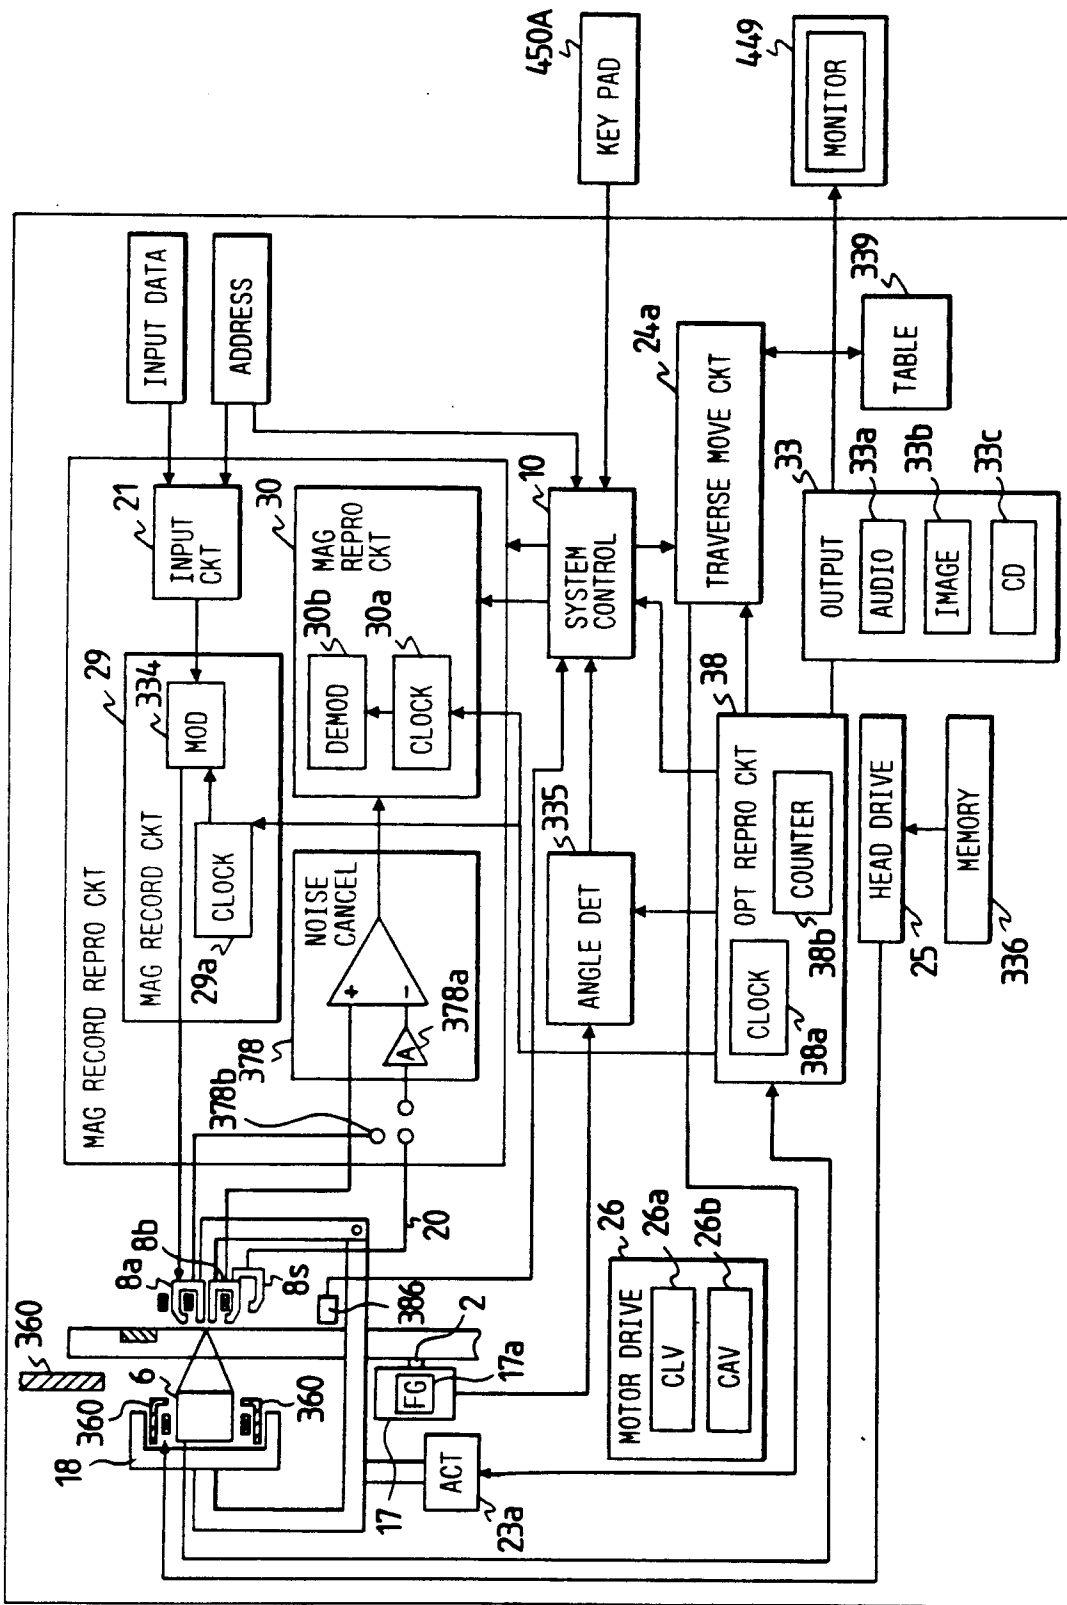 MAG RECORD REPRO CKT
MAG RECORD CKT
29
334
MOD
CLOCK
29a
21
INPUT
CKT
INPUT DATA
ADDRESS
378
NOISE
CANCEL
+
−
A
378a
378b
30
MAG
REPRO
CKT
30b
DEMOD
30a
CLOCK
360
6
360
360
18
8a
8b
8s
20
386
2
17a
FG
17
ACT
23a
10
SYSTEM
CONTROL
450A
KEY PAD
335
ANGLE DET
24a
TRAVERSE MOVE CKT
339
TABLE
449
MONITOR
26
MOTOR DRIVE
26a
CLV
26b
CAV
38
OPT REPRO CKT
CLOCK
38a
COUNTER
38b
33
OUTPUT
33a
AUDIO
33b
IMAGE
33c
CD
HEAD DRIVE
25
MEMORY
336